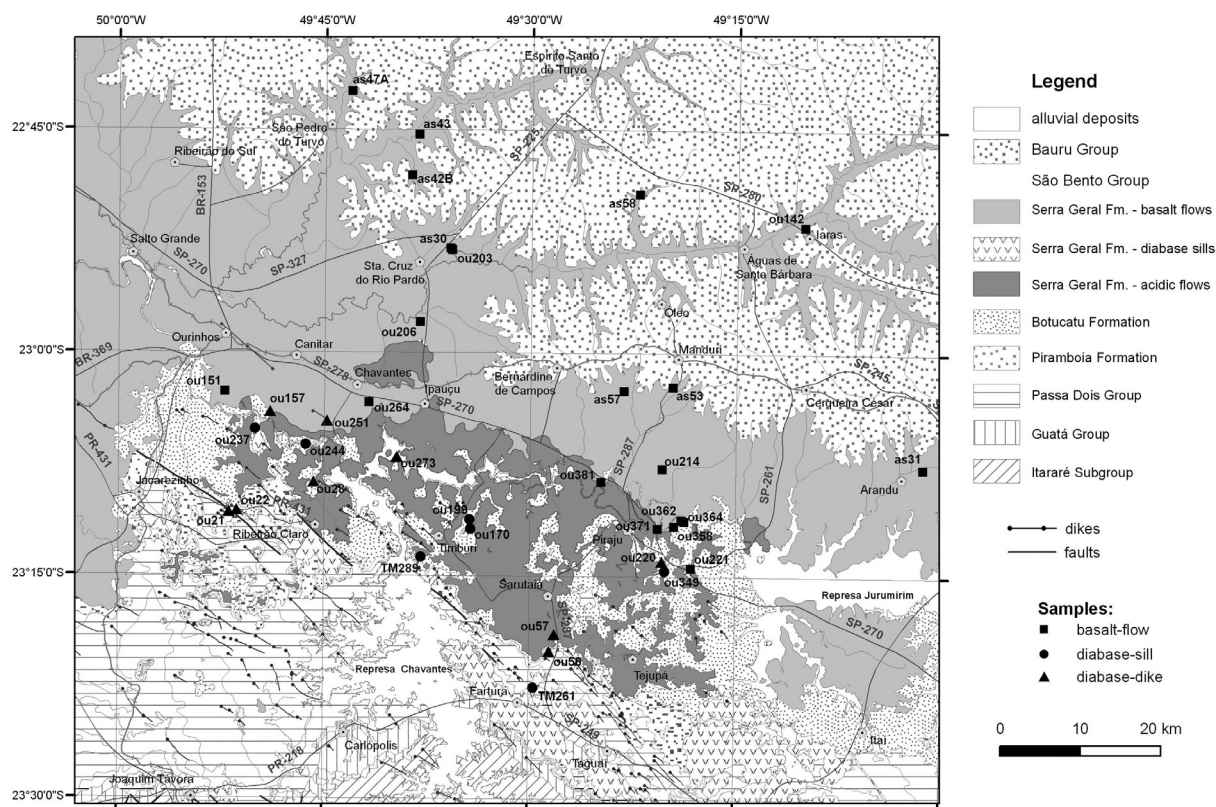 50°00'0"W
49°45'0"W
49°30'0"W
49°15'0"W
Espirito Santo
do Turvo
as47A
22°45'0"S
São Pedro
do Turvo
as43
SP-225
Ribeirão do Sul
BR-153
as42B
SP-280
as58
ou142
Iaras
Salto Grande
SP-270
SP-327
as30
ou203
Sta. Cruz
do Rio Pardo
Águas de
Santa Bárbara
ou206
Óleo
Ourinhos
23°00'0"S
BR-369
Canitar
SP-278
Chavantes
Manduri
SP-245
Bernardino
de Campos
ou151
ou157
Ipauçu
as57
as53
Cerqueira César
ou264
SP-270
ou251
ou237
ou244
PR-431
ou273
SP-287
ou214
SP-261
as31
ou381
Arandu
Jacarezinho
ou28
ou22
ou21
PR-431
Ribeirão Claro
ou199
ou170
ou362
ou364
ou371
ou358
Piraju
Timburi
ou220
ou221
23°15'0"S
TM289
ou349
Sarutaia
Represa Jurumirim
ou57
SP-270
Represa Chavantes
Tejupá
TM261
Fartura
SP-249
Carlópolis
Itaí
PR-218
Taguaí
Joaquim Távora
23°30'0"S
Legend
alluvial deposits
Bauru Group
São Bento Group
Serra Geral Fm. - basalt flows
Serra Geral Fm. - diabase sills
Serra Geral Fm. - acidic flows
Botucatu Formation
Piramboia Formation
Passa Dois Group
Guatá Group
Itararé Subgroup
dikes
faults
Samples:
basalt-flow
diabase-sill
diabase-dike
0 10 20 km